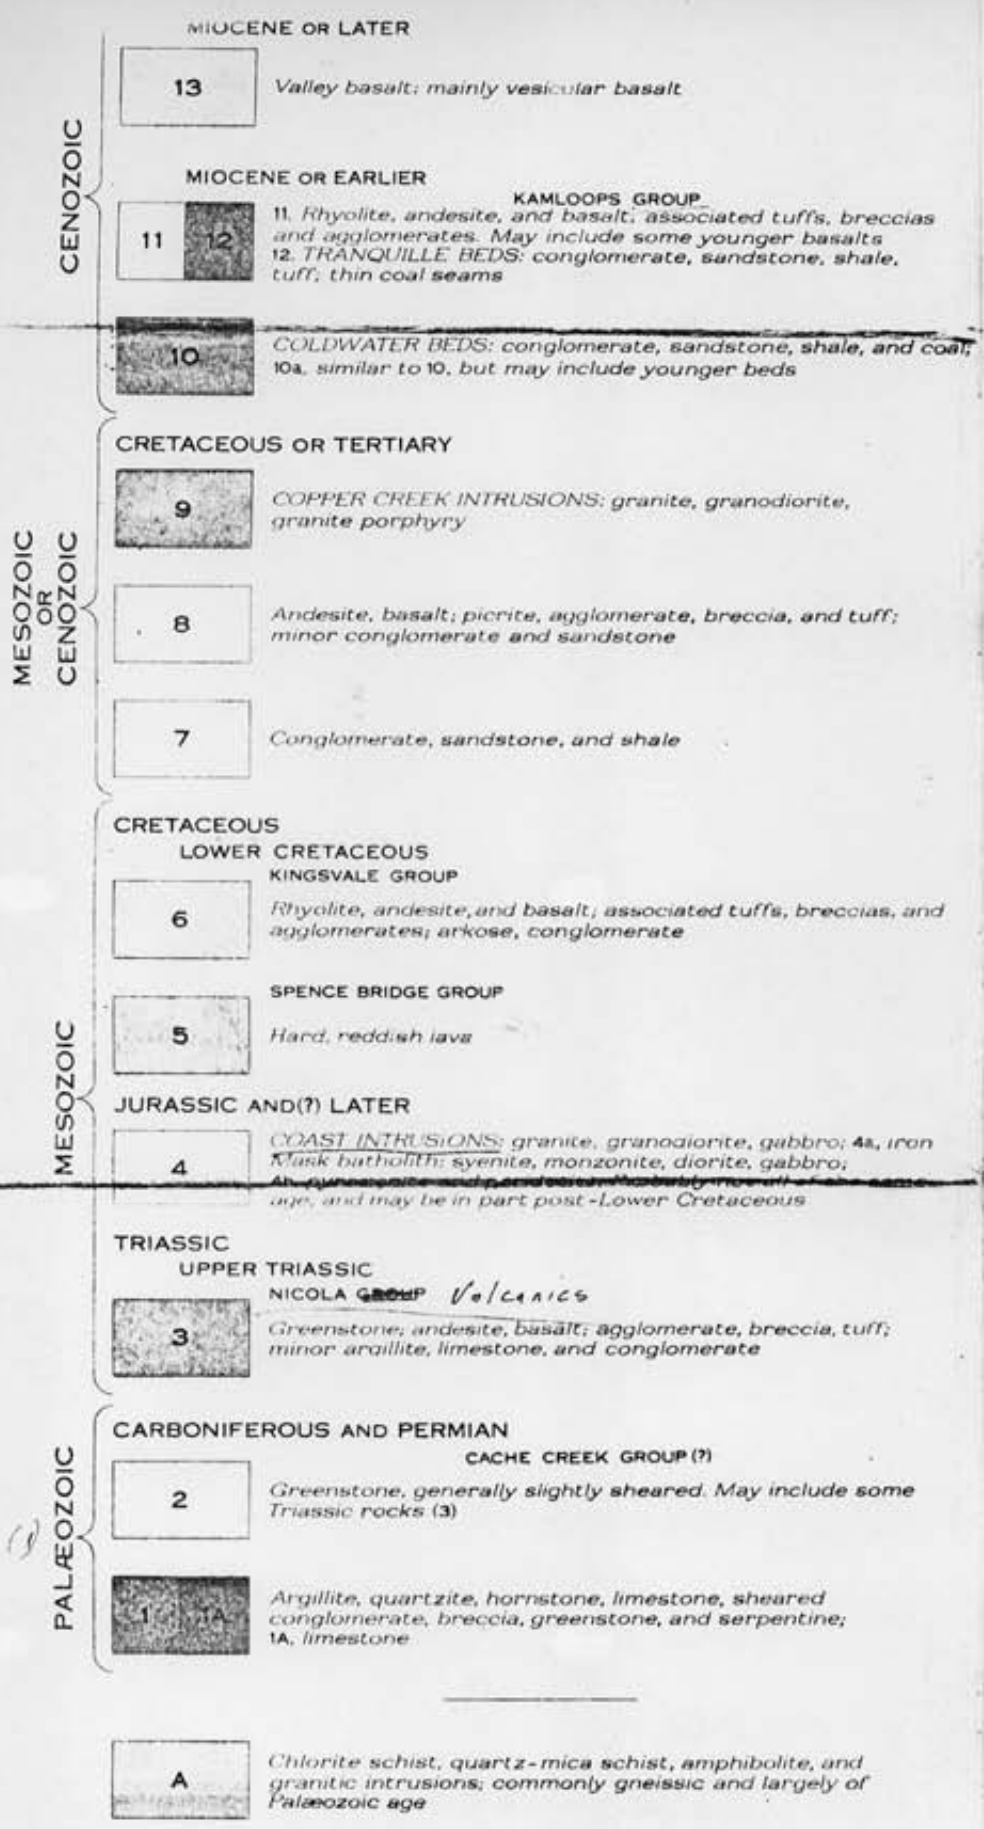 MIOCENE OR LATER
CENOZOIC
13
Valley basalt; mainly vesicular basalt
MIOCENE OR EARLIER
KAMLOOPS GROUP
11 12
11. Rhyolite, andesite, and basalt; associated tuffs, breccias
and agglomerates. May include some younger basalts
12. TRANQUILLE BEDS: conglomerate, sandstone, shale,
tuff, thin coal seams
10
COLDWATER BEDS: conglomerate, sandstone, shale, and coal;
10a, similar to 10, but may include younger beds
MESOZOIC
OR
CENOZOIC
CRETACEOUS OR TERTIARY
9
COPPER CREEK INTRUSIONS: granite, granodiorite,
granite porphyry
8
Andesite, basalt; picrite, agglomerate, breccia, and tuff;
minor conglomerate and sandstone
7
Conglomerate, sandstone, and shale
MESOZOIC
CRETACEOUS
LOWER CRETACEOUS
KINGSVALE GROUP
6
Rhyolite, andesite, and basalt; associated tuffs, breccias, and
agglomerates; arkose, conglomerate
SPENCE BRIDGE GROUP
5
Hard, reddish lava
JURASSIC AND(?) LATER
4
COAST INTRUSIONS: granite, granodiorite, gabbro; 4a, Iron
Mask batholith: syenite, monzonite, diorite, gabbro;
age, and may be in part post-Lower Cretaceous
TRIASSIC
UPPER TRIASSIC
NICOLA GROUP Volcanics
3
Greenstone; andesite, basalt; agglomerate, breccia, tuff;
minor argillite, limestone, and conglomerate
PALÆOZOIC
CARBONIFEROUS AND PERMIAN
CACHE CREEK GROUP (?)
2
Greenstone, generally slightly sheared. May include some
Triassic rocks (3)
1 1A
Argillite, quartzite, hornstone, limestone, sheared
conglomerate, breccia, greenstone, and serpentine;
1A, limestone
A
Chlorite schist, quartz-mica schist, amphibolite, and
granitic intrusions; commonly gneissic and largely of
Palæozoic age